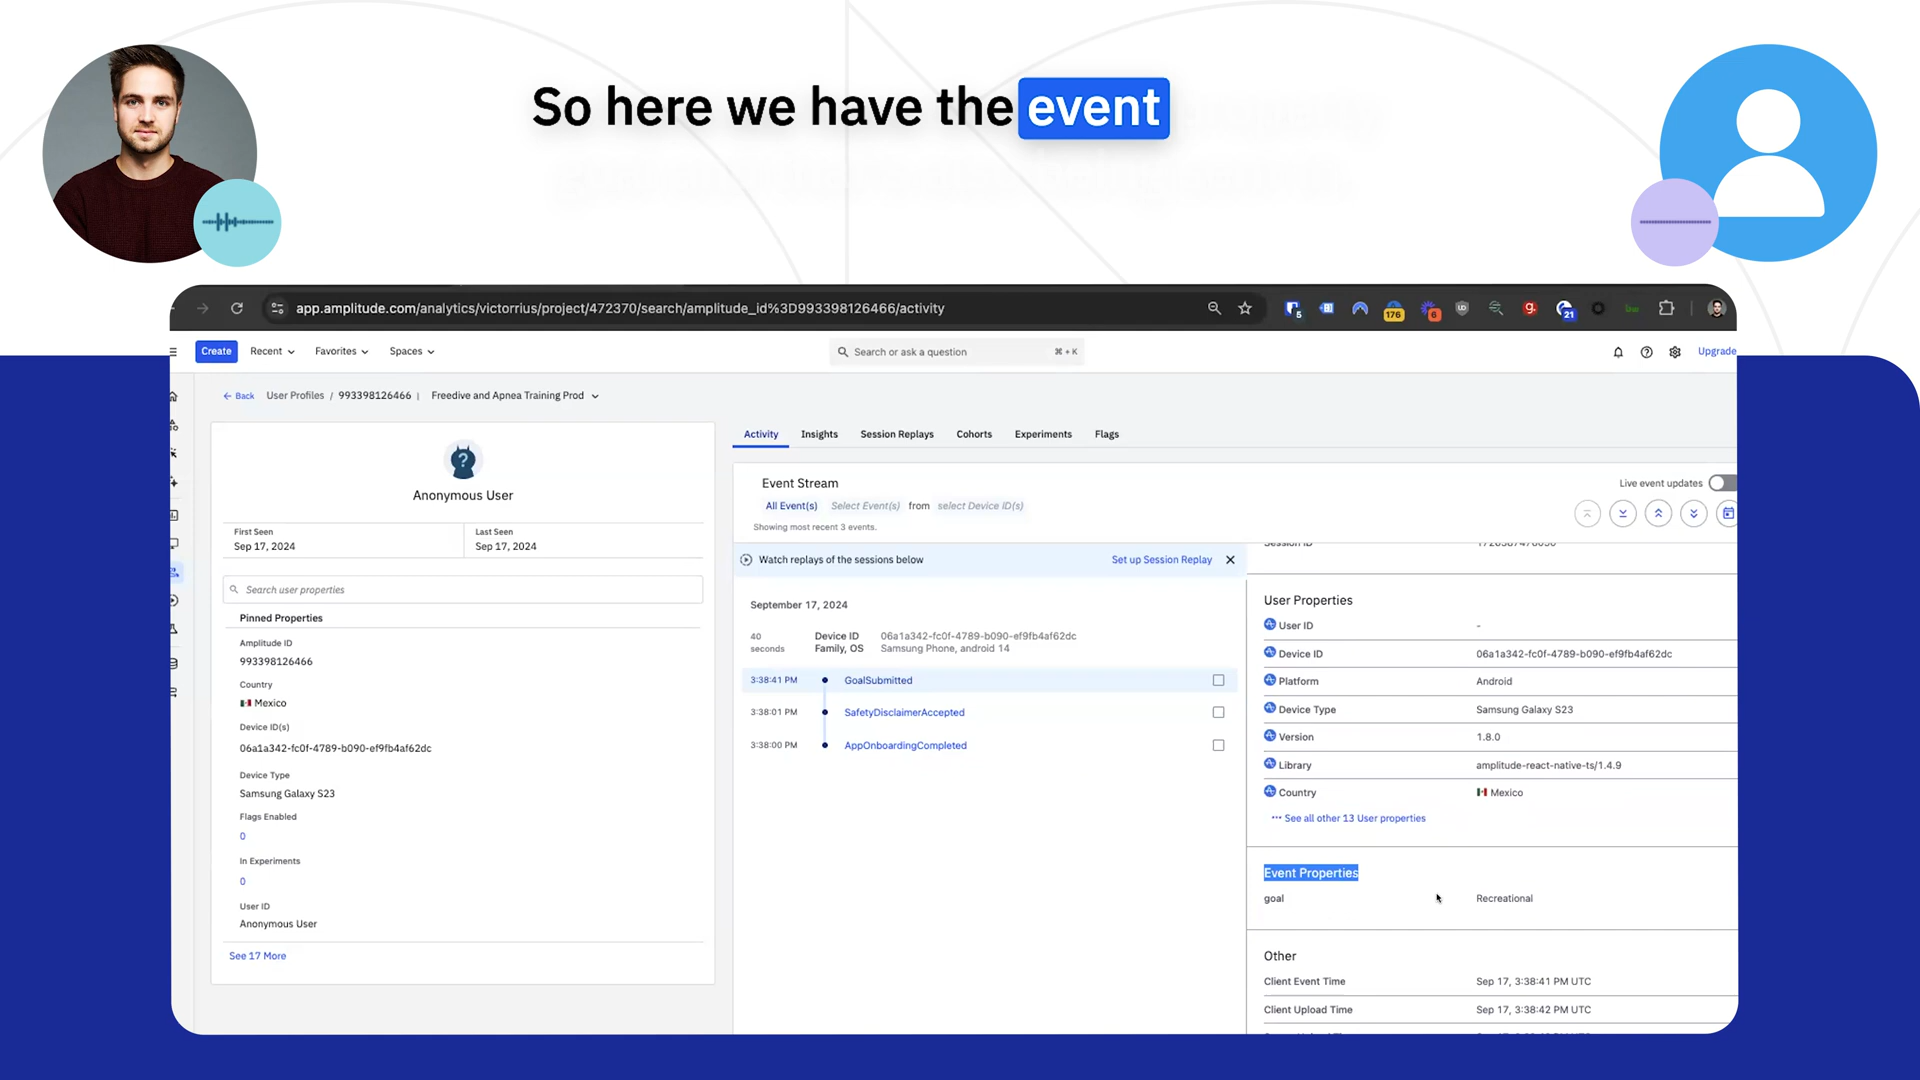 So here we have the event
app.amplitude.com/analytics/victorrius/project/472370/search/amplitude_id%3D993398126466/activity
5
176
6
21
Create Recent Favorites Spaces
Search or ask a question ⌘ + K
Upgrade
Back User Profiles / 993398126466 | Freedive and Apnea Training Prod
?
Anonymous User
First Seen
Sep 17, 2024
Last Seen
Sep 17, 2024
Search user properties
Pinned Properties
Amplitude ID
993398126466
Country
Mexico
Device ID(s)
06a1a342-fc0f-4789-b090-ef9fb4af62dc
Device Type
Samsung Galaxy S23
Flags Enabled
0
In Experiments
0
User ID
Anonymous User
See 17 More
Activity Insights Session Replays Cohorts Experiments Flags
Event Stream
Live event updates
All Event(s) Select Event(s) from select Device ID(s)
Showing most recent 3 events.
Watch replays of the sessions below Set up Session Replay
September 17, 2024
40 seconds
Device ID 06a1a342-fc0f-4789-b090-ef9fb4af62dc
Family, OS Samsung Phone, android 14
3:38:41 PM GoalSubmitted
3:38:01 PM SafetyDisclaimerAccepted
3:38:00 PM AppOnboardingCompleted
Session ID
User Properties
User ID -
Device ID 06a1a342-fc0f-4789-b090-ef9fb4af62dc
Platform Android
Device Type Samsung Galaxy S23
Version 1.8.0
Library amplitude-react-native-ts/1.4.9
Country Mexico
See all other 13 User properties
Event Properties
goal Recreational
Other
Client Event Time Sep 17, 3:38:41 PM UTC
Client Upload Time Sep 17, 3:38:42 PM UTC